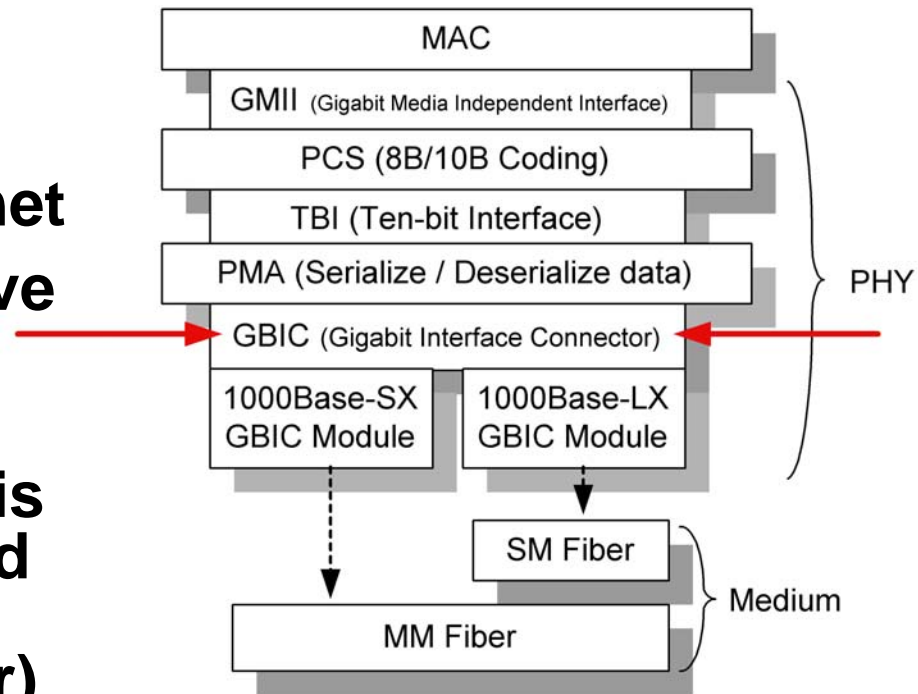 net
ve
is
d
r)
MAC
GMII (Gigabit Media Independent Interface)
PCS (8B/10B Coding)
TBI (Ten-bit Interface)
PMA (Serialize / Deserialize data)
GBIC (Gigabit Interface Connector)
1000Base-SX
GBIC Module
1000Base-LX
GBIC Module
PHY
SM Fiber
MM Fiber
Medium